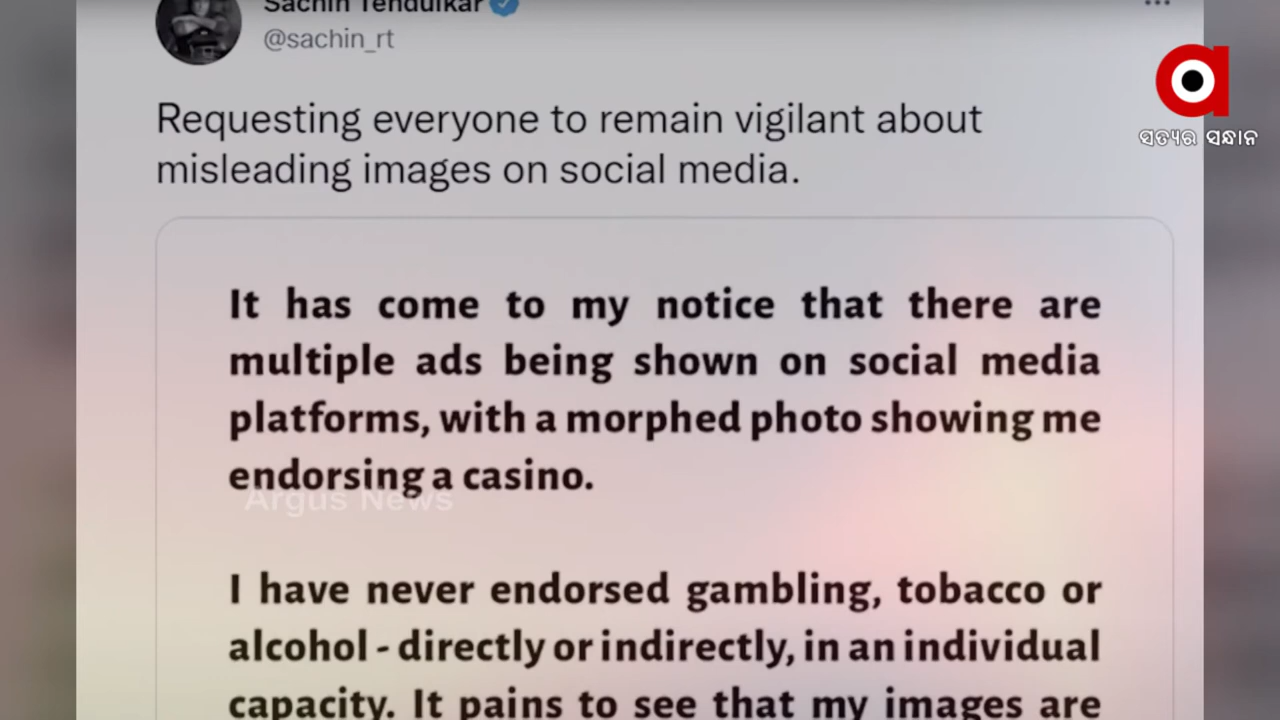 Sachin Tendulkar
@sachin_rt
Requesting everyone to remain vigilant about
misleading images on social media.
It has come to my notice that there are
multiple ads being shown on social media
platforms, with a morphed photo showing me
endorsing a casino.
Argus News
I have never endorsed gambling, tobacco or
alcohol - directly or indirectly, in an individual
capacity. It pains to see that my images are
ସତ୍ୟର ସନ୍ଧାନ